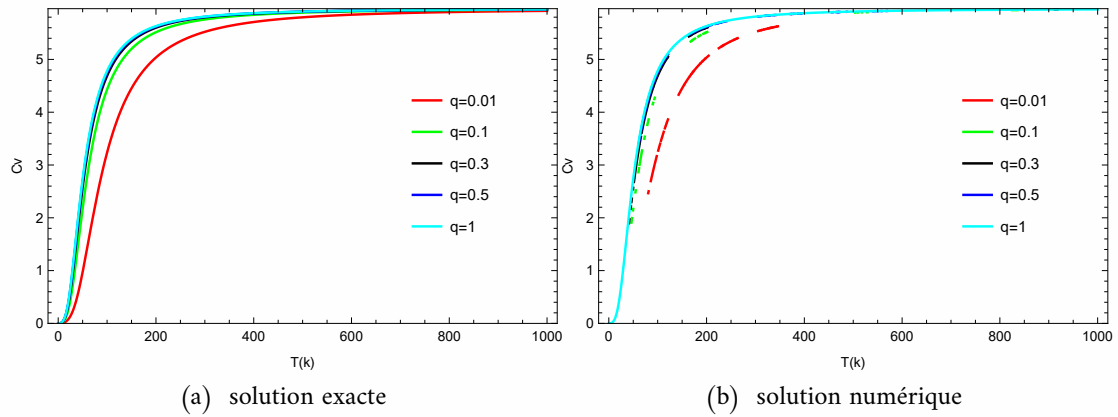 Cv
5
4
3
2
1
0
q=0.01
q=0.1
q=0.3
q=0.5
q=1
0 200 400 600 800 1000
T(k)
(a) solution exacte
Cv
5
4
3
2
1
0
q=0.01
q=0.1
q=0.3
q=0.5
q=1
0 200 400 600 800 1000
T(k)
(b) solution numérique